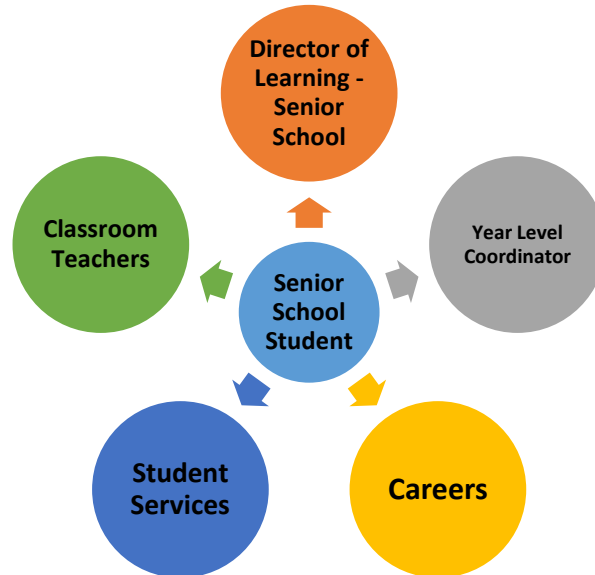 Director of
Learning -
Senior
School
Classroom
Teachers
Year Level
Coordinator
Senior
School
Student
Student
Services
Careers